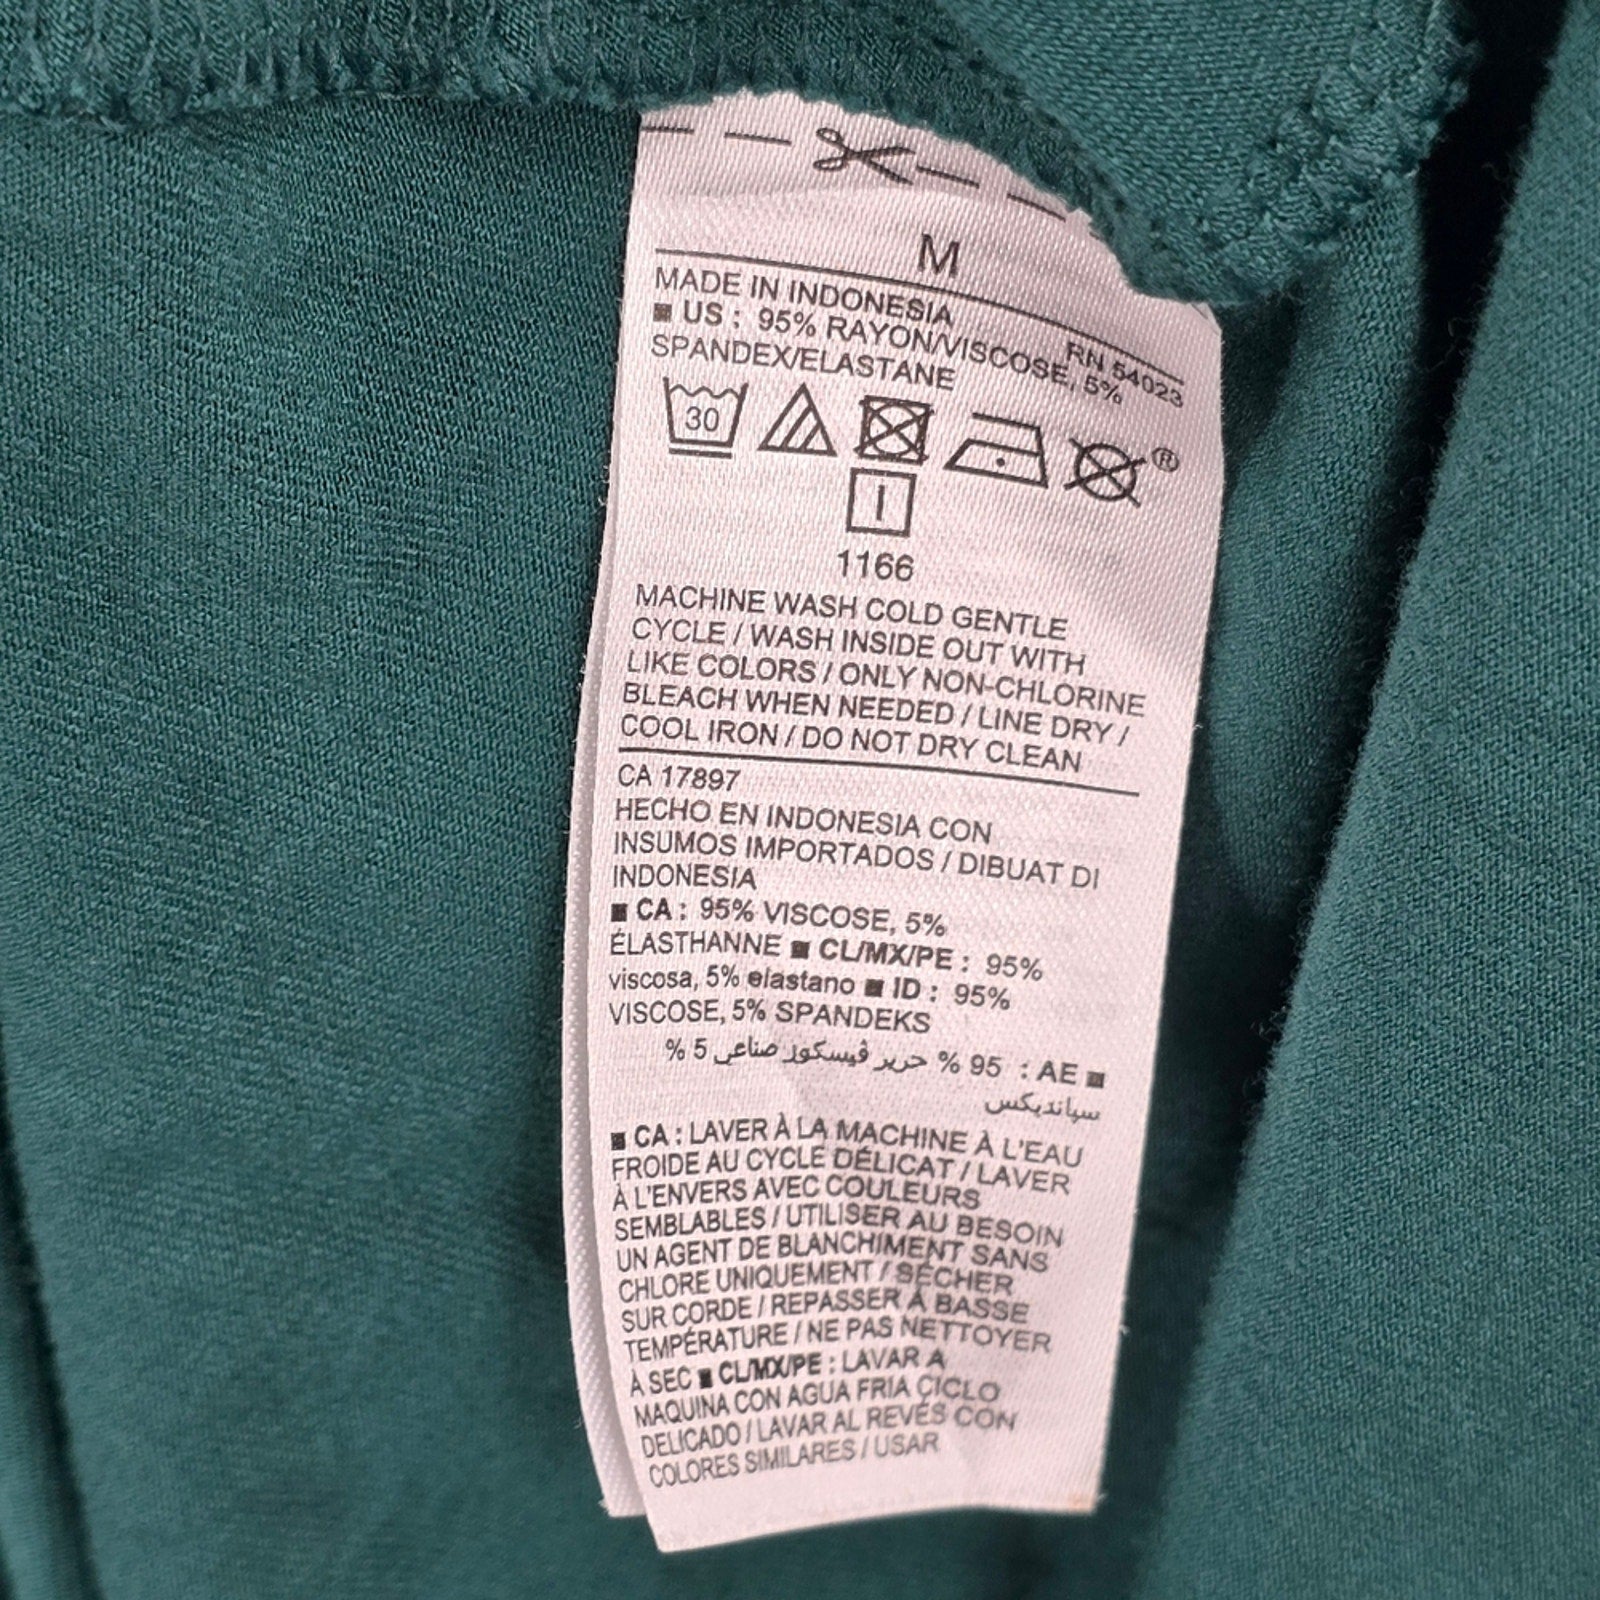 M
MADE IN INDONESIA
RN 54023
■ US : 95% RAYON/VISCOSE, 5%
SPANDEX/ELASTANE
30
®
I
1166
MACHINE WASH COLD GENTLE
CYCLE / WASH INSIDE OUT WITH
LIKE COLORS / ONLY NON-CHLORINE
BLEACH WHEN NEEDED / LINE DRY /
COOL IRON / DO NOT DRY CLEAN
CA 17897
HECHO EN INDONESIA CON
INSUMOS IMPORTADOS / DIBUAT DI
INDONESIA
■ CA : 95% VISCOSE, 5%
ÉLASTHANNE ■ CL/MX/PE : 95%
viscosa, 5% elastano ■ ID : 95%
VISCOSE, 5% SPANDEKS
■ AE : 95 % حرير ڤيسكوز صناعي 5 %
سپانديكس
■ CA : LAVER À LA MACHINE À L'EAU
FROIDE AU CYCLE DÉLICAT / LAVER
À L'ENVERS AVEC COULEURS
SEMBLABLES / UTILISER AU BESOIN
UN AGENT DE BLANCHIMENT SANS
CHLORE UNIQUEMENT / SÉCHER
SUR CORDE / REPASSER À BASSE
TEMPÉRATURE / NE PAS NETTOYER
À SEC ■ CL/MX/PE : LAVAR A
MAQUINA CON AGUA FRIA CICLO
DELICADO / LAVAR AL REVÉS CON
COLORES SIMILARES / USAR